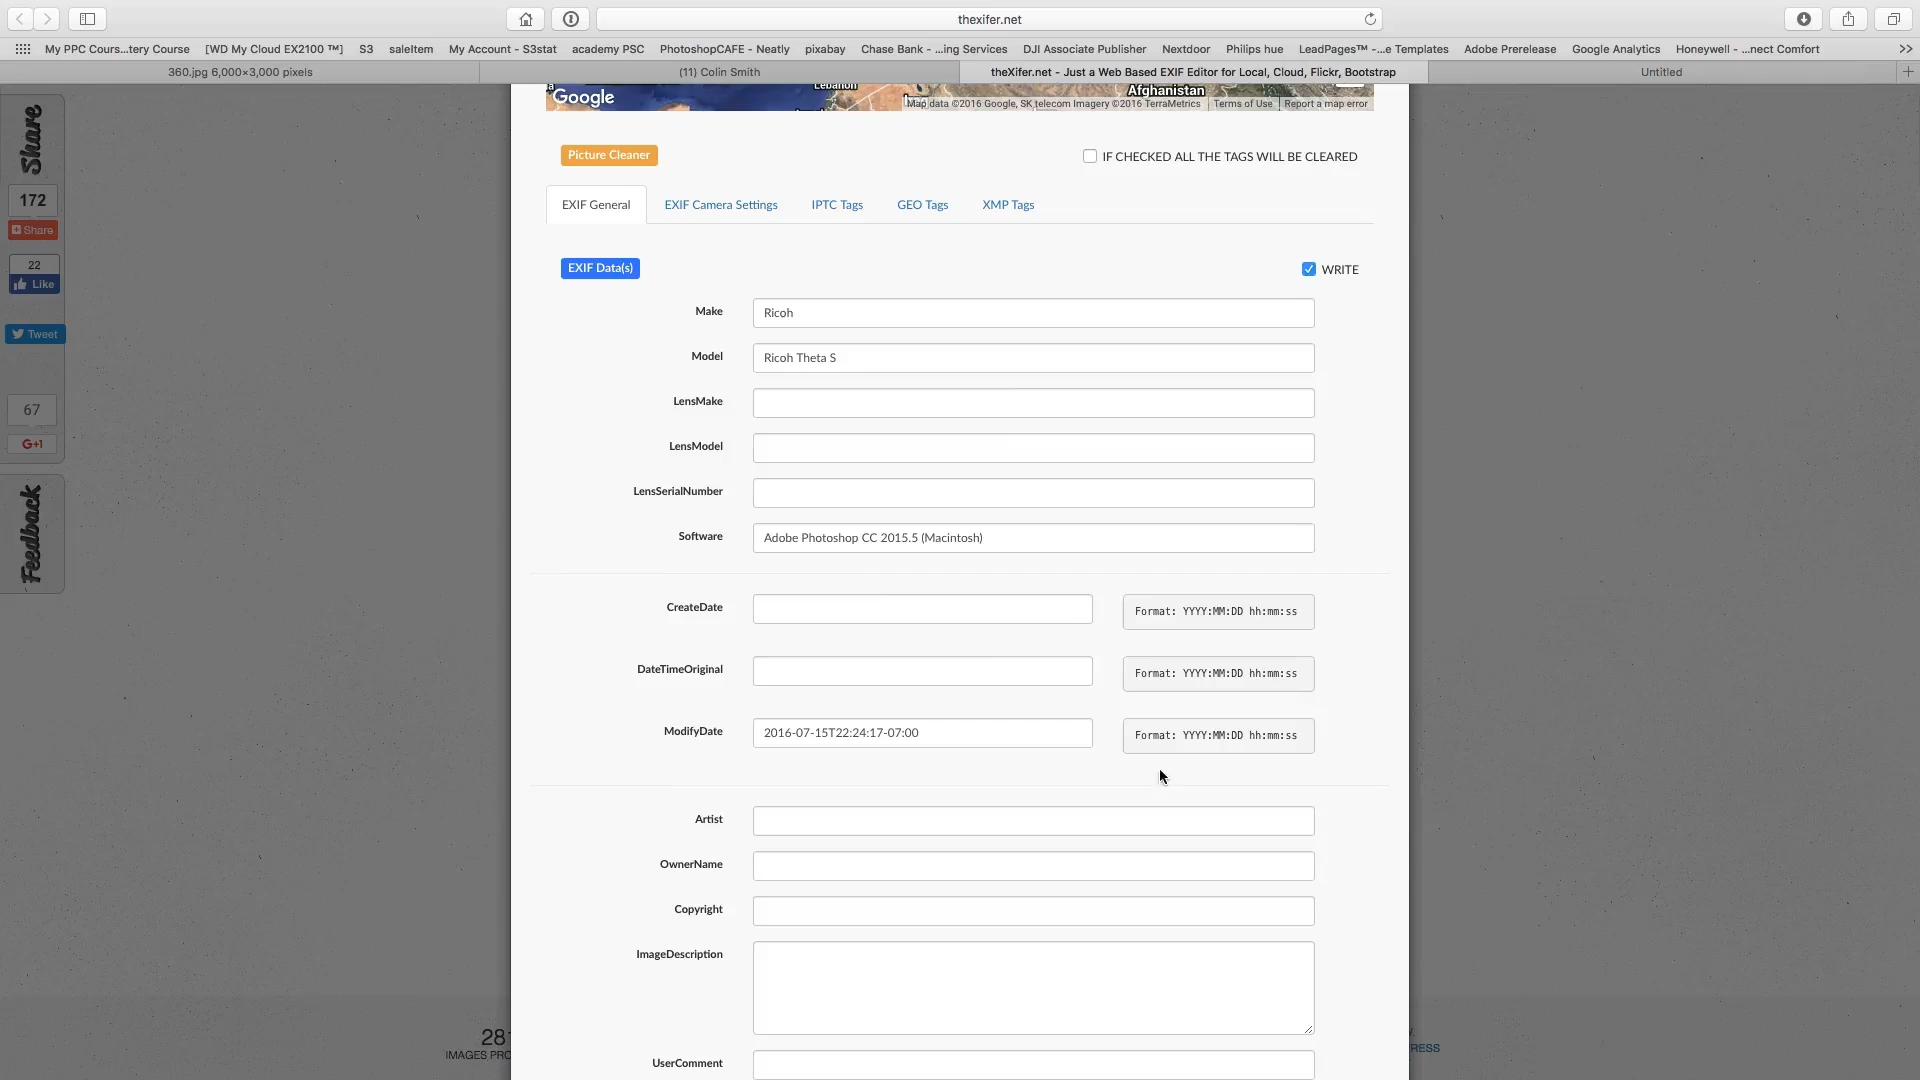 thexifer.net
My PPC Cours...tery Course [WD My Cloud EX2100 ™] S3 saleItem My Account - S3stat academy PSC PhotoshopCAFE - Neatly pixabay Chase Bank - ...ing Services DJI Associate Publisher Nextdoor Philips hue LeadPages™ -...e Templates Adobe Prerelease Google Analytics Honeywell - ...nect Comfort >>
360.jpg 6,000×3,000 pixels (11) Colin Smith theXifer.net - Just a Web Based EXIF Editor for Local, Cloud, Flickr, Bootstrap Untitled
Lebanon Afghanistan
Google Map data ©2016 Google, SK telecom Imagery ©2016 TerraMetrics Terms of Use Report a map error
Share
172
Share
22
Like
Tweet
67
G+1
Feedback
Picture Cleaner IF CHECKED ALL THE TAGS WILL BE CLEARED
EXIF General EXIF Camera Settings IPTC Tags GEO Tags XMP Tags
EXIF Data(s) WRITE
Make Ricoh
Model Ricoh Theta S
LensMake
LensModel
LensSerialNumber
Software Adobe Photoshop CC 2015.5 (Macintosh)
CreateDate Format: YYYY:MM:DD hh:mm:ss
DateTimeOriginal Format: YYYY:MM:DD hh:mm:ss
ModifyDate 2016-07-15T22:24:17-07:00 Format: YYYY:MM:DD hh:mm:ss
Artist
OwnerName
Copyright
ImageDescription
UserComment
281
IMAGES PRO
RESS